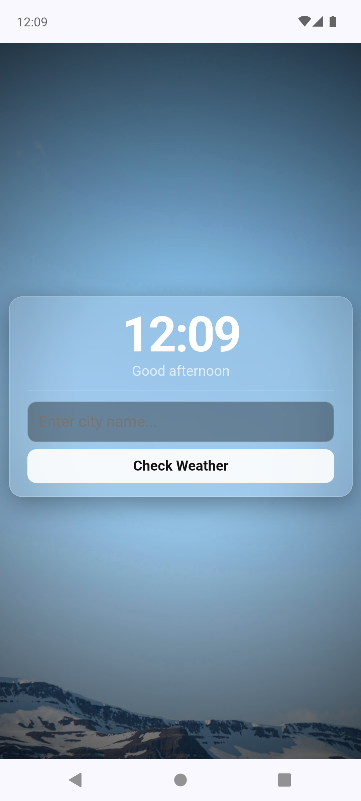 12:09
12:09
Good afternoon
Enter city name...
Check Weather